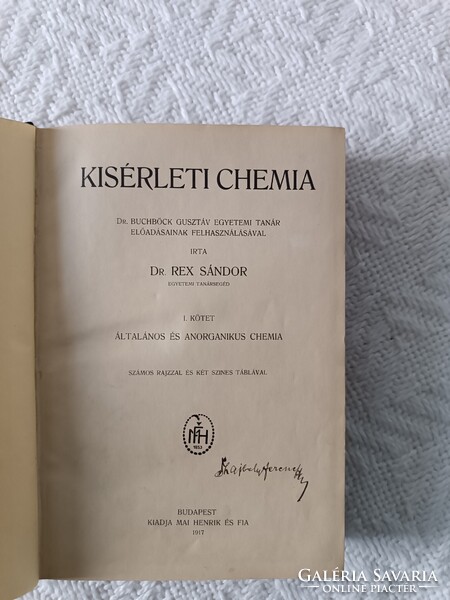 KISÉRLETI CHEMIA
DR. BUCHBÖCK GUSZTÁV EGYETEMI TANÁR
ELŐADÁSAINAK FELHASZNÁLÁSÁVAL
IRTA
DR. REX SÁNDOR
EGYETEMI TANÁRSEGÉD
I. KÖTET
ÁLTALÁNOS ÉS ANORGANIKUS CHEMIA
SZÁMOS RAJZZAL ÉS KÉT SZINES TÁBLÁVAL
BUDAPEST
KIADJA MAI HENRIK ÉS FIA
1917
GALÉRIA SAVARIA
ONLINE PIACTÉR